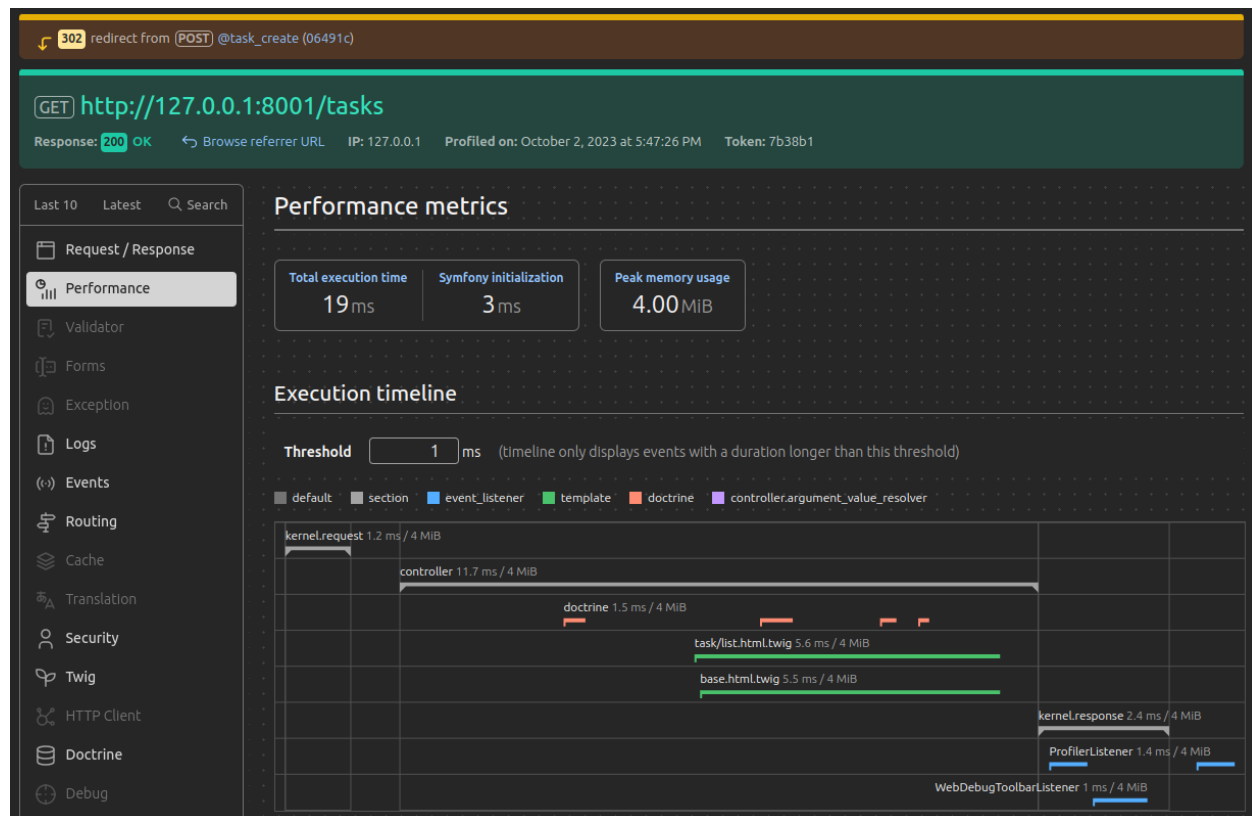 302 redirect from POST @task_create (06491c)
GET http://127.0.0.1:8001/tasks
Response: 200 OK Browse referrer URL IP: 127.0.0.1 Profiled on: October 2, 2023 at 5:47:26 PM Token: 7b38b1
Last 10 Latest Search
Request / Response
Performance
Validator
Forms
Exception
Logs
Events
Routing
Cache
Translation
Security
Twig
HTTP Client
Doctrine
Debug
Performance metrics
Total execution time Symfony initialization Peak memory usage
19 ms 3 ms 4.00 MiB
Execution timeline
Threshold 1 ms (timeline only displays events with a duration longer than this threshold)
default section event_listener template doctrine controller.argument_value_resolver
kernel.request 1.2 ms / 4 MiB
controller 11.7 ms / 4 MiB
doctrine 1.5 ms / 4 MiB
task/list.html.twig 5.6 ms / 4 MiB
base.html.twig 5.5 ms / 4 MiB
kernel.response 2.4 ms / 4 MiB
ProfilerListener 1.4 ms / 4 MiB
WebDebugToolbarListener 1 ms / 4 MiB